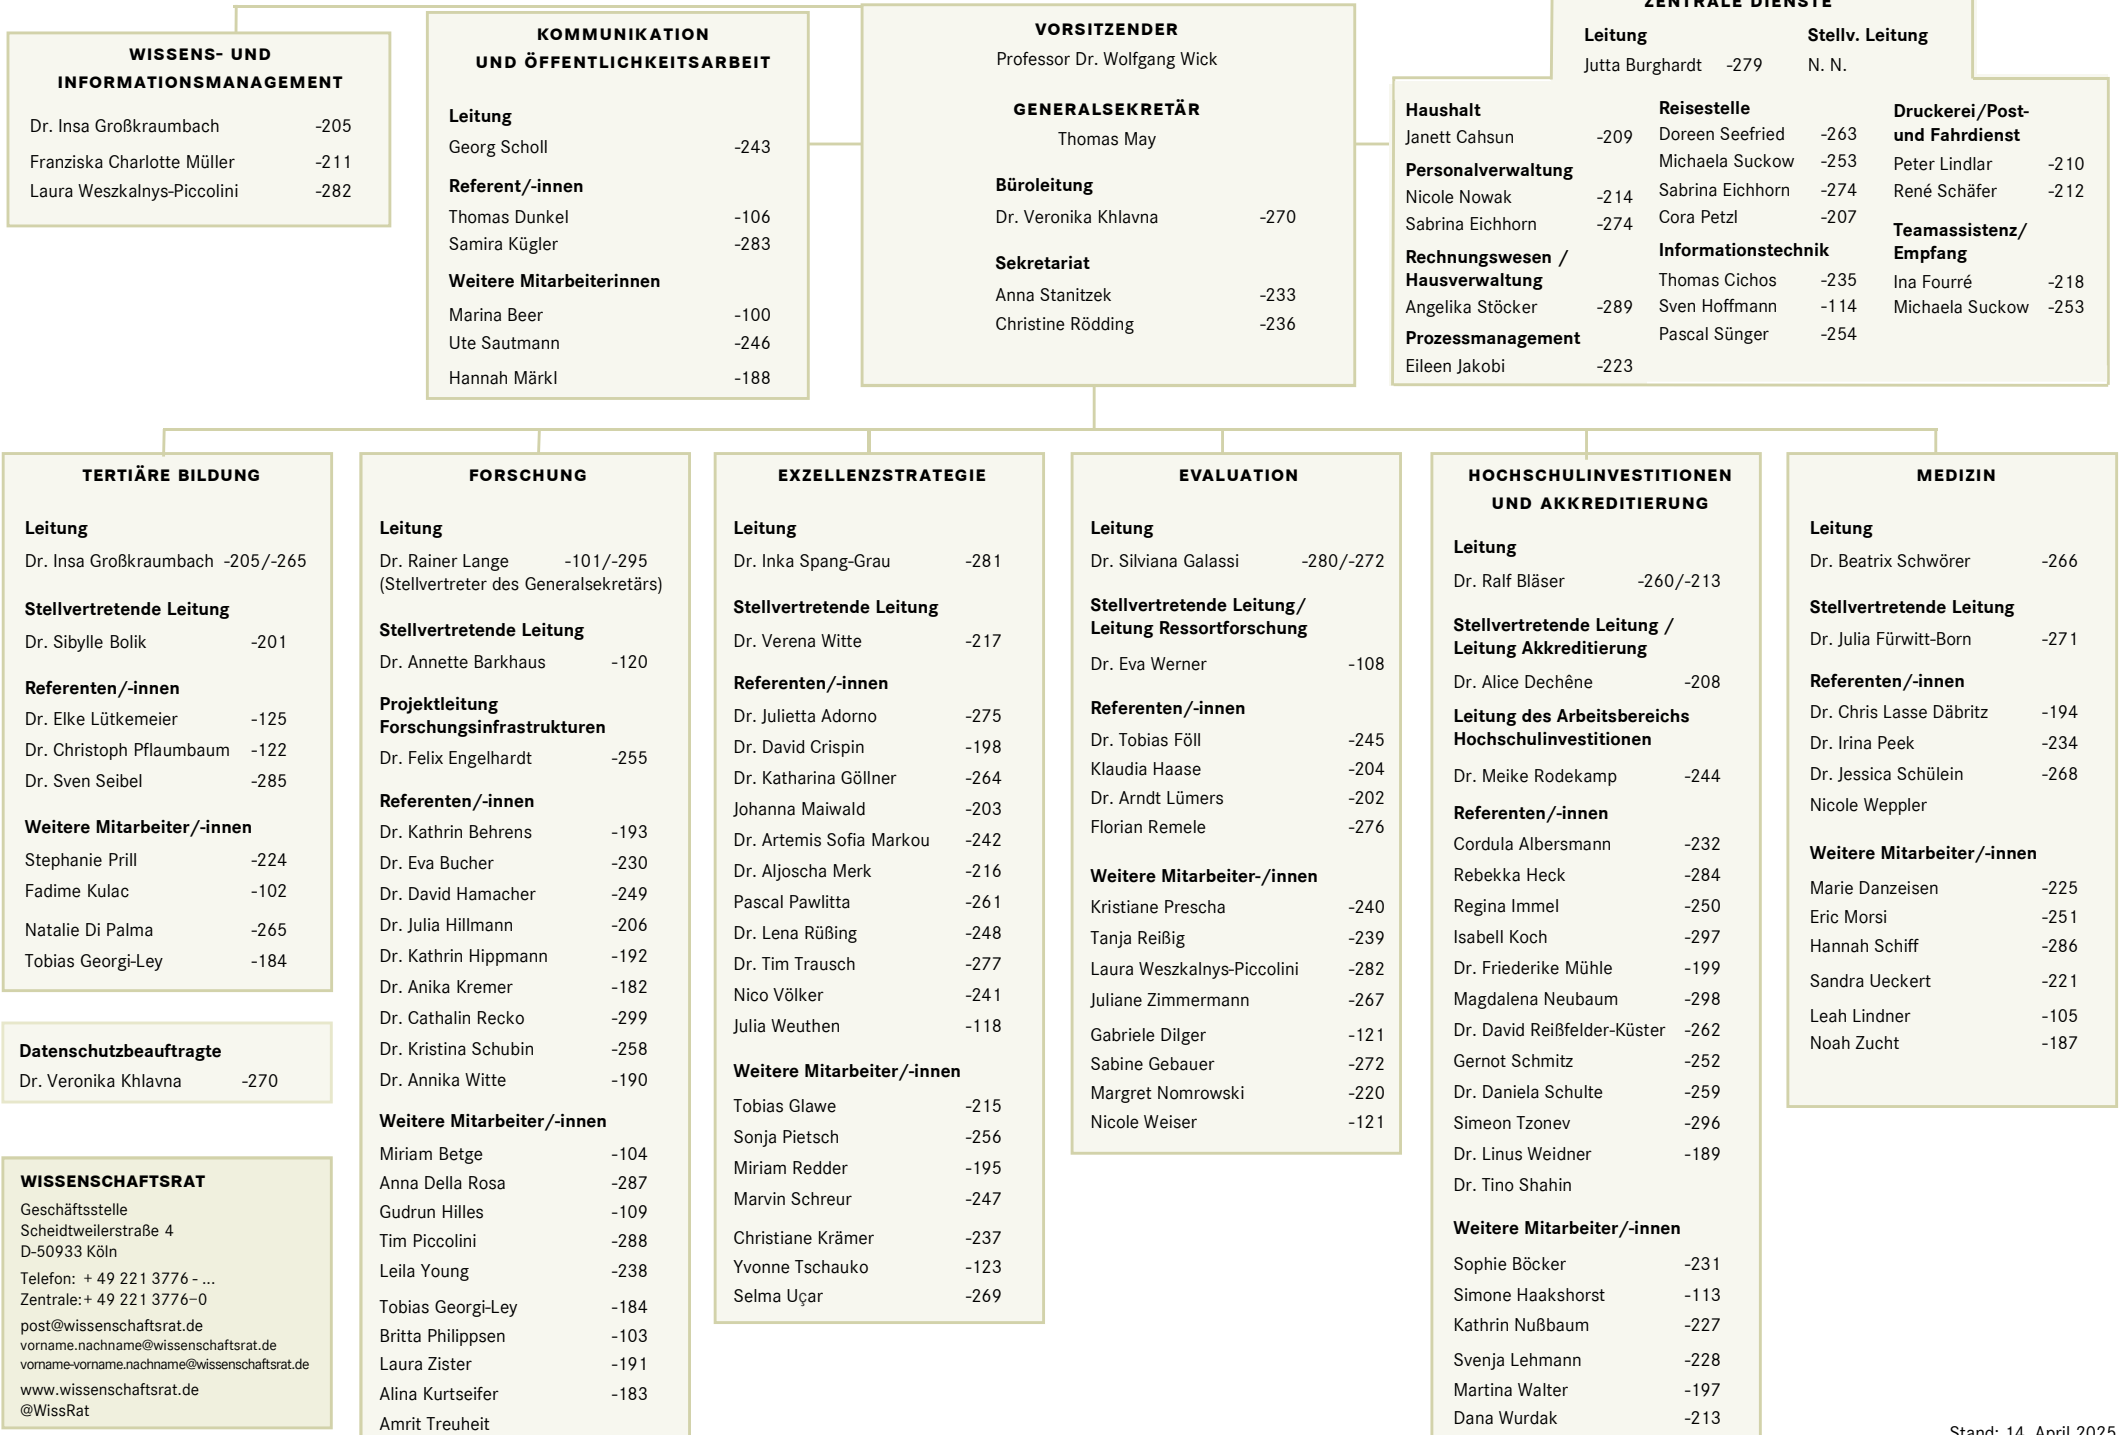 WISSENS- UND
INFORMATIONSMANAGEMENT
Dr. Insa Großkraumbach -205
Franziska Charlotte Müller -211
Laura Weszkalnys-Piccolini -282
KOMMUNIKATION
UND ÖFFENTLICHKEITSARBEIT
Leitung
Georg Scholl -243
Referent/-innen
Thomas Dunkel -106
Samira Kügler -283
Weitere Mitarbeiterinnen
Marina Beer -100
Ute Sautmann -246
Hannah Märkl -188
VORSITZENDER
Professor Dr. Wolfgang Wick
GENERALSEKRETÄR
Thomas May
Büroleitung
Dr. Veronika Khlavna -270
Sekretariat
Anna Stanitzek -233
Christine Rödding -236
ZENTRALE DIENSTE
Leitung Stellv. Leitung
Jutta Burghardt -279 N. N.
Haushalt
Janett Cahsun -209
Personalverwaltung
Nicole Nowak -214
Sabrina Eichhorn -274
Rechnungswesen /
Hausverwaltung
Angelika Stöcker -289
Prozessmanagement
Eileen Jakobi -223
Reisestelle
Doreen Seefried -263
Michaela Suckow -253
Sabrina Eichhorn -274
Cora Petzl -207
Informationstechnik
Thomas Cichos -235
Sven Hoffmann -114
Pascal Sünger -254
Druckerei/Post-
und Fahrdienst
Peter Lindlar -210
René Schäfer -212
Teamassistenz/
Empfang
Ina Fourré -218
Michaela Suckow -253
TERTIÄRE BILDUNG
Leitung
Dr. Insa Großkraumbach -205/-265
Stellvertretende Leitung
Dr. Sibylle Bolik -201
Referenten/-innen
Dr. Elke Lütkemeier -125
Dr. Christoph Pflaumbaum -122
Dr. Sven Seibel -285
Weitere Mitarbeiter/-innen
Stephanie Prill -224
Fadime Kulac -102
Natalie Di Palma -265
Tobias Georgi-Ley -184
Datenschutzbeauftragte
Dr. Veronika Khlavna -270
WISSENSCHAFTSRAT
Geschäftsstelle
Scheidtweilerstraße 4
D-50933 Köln
Telefon: + 49 221 3776 - ...
Zentrale:+ 49 221 3776–0
post@wissenschaftsrat.de
vorname.nachname@wissenschaftsrat.de
vorname-vorname.nachname@wissenschaftsrat.de
www.wissenschaftsrat.de
@WissRat
FORSCHUNG
Leitung
Dr. Rainer Lange -101/-295
(Stellvertreter des Generalsekretärs)
Stellvertretende Leitung
Dr. Annette Barkhaus -120
Projektleitung
Forschungsinfrastrukturen
Dr. Felix Engelhardt -255
Referenten/-innen
Dr. Kathrin Behrens -193
Dr. Eva Bucher -230
Dr. David Hamacher -249
Dr. Julia Hillmann -206
Dr. Kathrin Hippmann -192
Dr. Anika Kremer -182
Dr. Cathalin Recko -299
Dr. Kristina Schubin -258
Dr. Annika Witte -190
Weitere Mitarbeiter/-innen
Miriam Betge -104
Anna Della Rosa -287
Gudrun Hilles -109
Tim Piccolini -288
Leila Young -238
Tobias Georgi-Ley -184
Britta Philippsen -103
Laura Zister -191
Alina Kurtseifer -183
Amrit Treuheit
EXZELLENZSTRATEGIE
Leitung
Dr. Inka Spang-Grau -281
Stellvertretende Leitung
Dr. Verena Witte -217
Referenten/-innen
Dr. Julietta Adorno -275
Dr. David Crispin -198
Dr. Katharina Göllner -264
Johanna Maiwald -203
Dr. Artemis Sofia Markou -242
Dr. Aljoscha Merk -216
Pascal Pawlitta -261
Dr. Lena Rüßing -248
Dr. Tim Trausch -277
Nico Völker -241
Julia Weuthen -118
Weitere Mitarbeiter/-innen
Tobias Glawe -215
Sonja Pietsch -256
Miriam Redder -195
Marvin Schreur -247
Christiane Krämer -237
Yvonne Tschauko -123
Selma Uçar -269
EVALUATION
Leitung
Dr. Silviana Galassi -280/-272
Stellvertretende Leitung/
Leitung Ressortforschung
Dr. Eva Werner -108
Referenten/-innen
Dr. Tobias Föll -245
Klaudia Haase -204
Dr. Arndt Lümers -202
Florian Remele -276
Weitere Mitarbeiter-/innen
Kristiane Prescha -240
Tanja Reißig -239
Laura Weszkalnys-Piccolini -282
Juliane Zimmermann -267
Gabriele Dilger -121
Sabine Gebauer -272
Margret Nomrowski -220
Nicole Weiser -121
HOCHSCHULINVESTITIONEN
UND AKKREDITIERUNG
Leitung
Dr. Ralf Bläser -260/-213
Stellvertretende Leitung /
Leitung Akkreditierung
Dr. Alice Dechêne -208
Leitung des Arbeitsbereichs
Hochschulinvestitionen
Dr. Meike Rodekamp -244
Referenten/-innen
Cordula Albersmann -232
Rebekka Heck -284
Regina Immel -250
Isabell Koch -297
Dr. Friederike Mühle -199
Magdalena Neubaum -298
Dr. David Reißfelder-Küster -262
Gernot Schmitz -252
Dr. Daniela Schulte -259
Simeon Tzonev -296
Dr. Linus Weidner -189
Dr. Tino Shahin
Weitere Mitarbeiter/-innen
Sophie Böcker -231
Simone Haakshorst -113
Kathrin Nußbaum -227
Svenja Lehmann -228
Martina Walter -197
Dana Wurdak -213
MEDIZIN
Leitung
Dr. Beatrix Schwörer -266
Stellvertretende Leitung
Dr. Julia Fürwitt-Born -271
Referenten/-innen
Dr. Chris Lasse Däbritz -194
Dr. Irina Peek -234
Dr. Jessica Schülein -268
Nicole Weppler
Weitere Mitarbeiter/-innen
Marie Danzeisen -225
Eric Morsi -251
Hannah Schiff -286
Sandra Ueckert -221
Leah Lindner -105
Noah Zucht -187
Stand: 14. April 2025